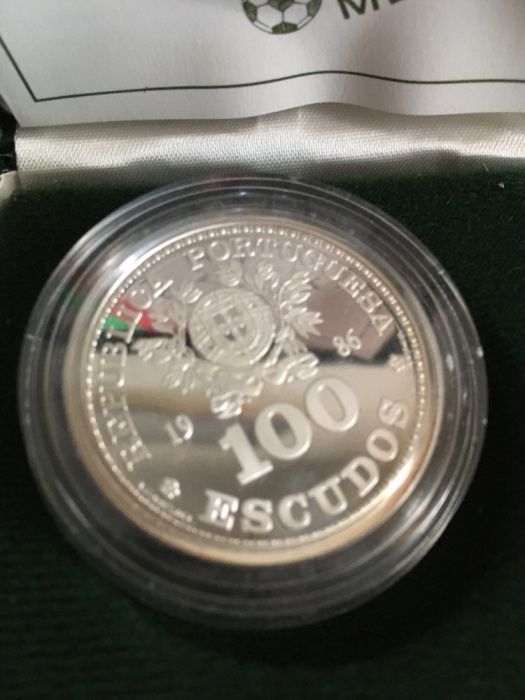 REPUBLICA PORTUGUESA
19 86
100
ESCUDOS